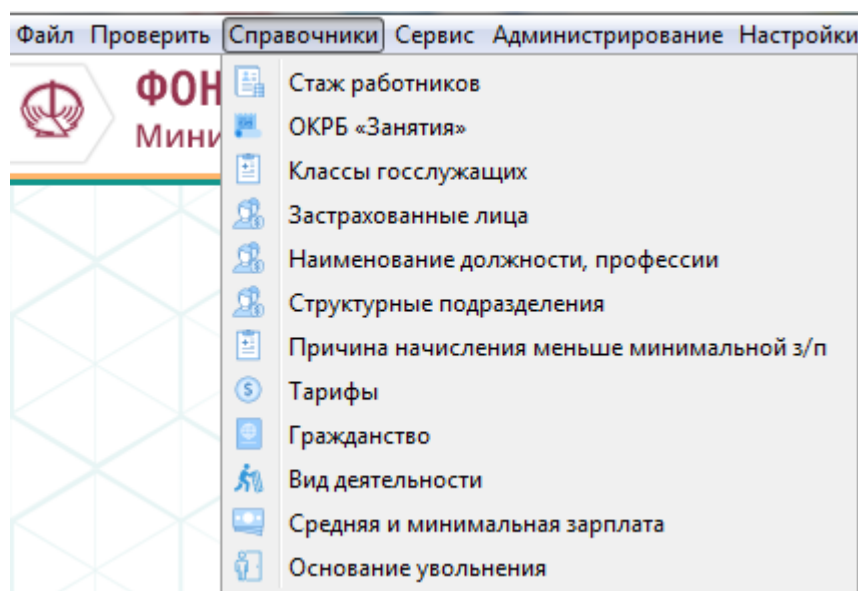 Файл Проверить Справочники Сервис Администрирование Настройки
ФОН
Мини
Стаж работников
ОКРБ «Занятия»
Классы госслужащих
Застрахованные лица
Наименование должности, профессии
Структурные подразделения
Причина начисления меньше минимальной з/п
Тарифы
Гражданство
Вид деятельности
Средняя и минимальная зарплата
Основание увольнения